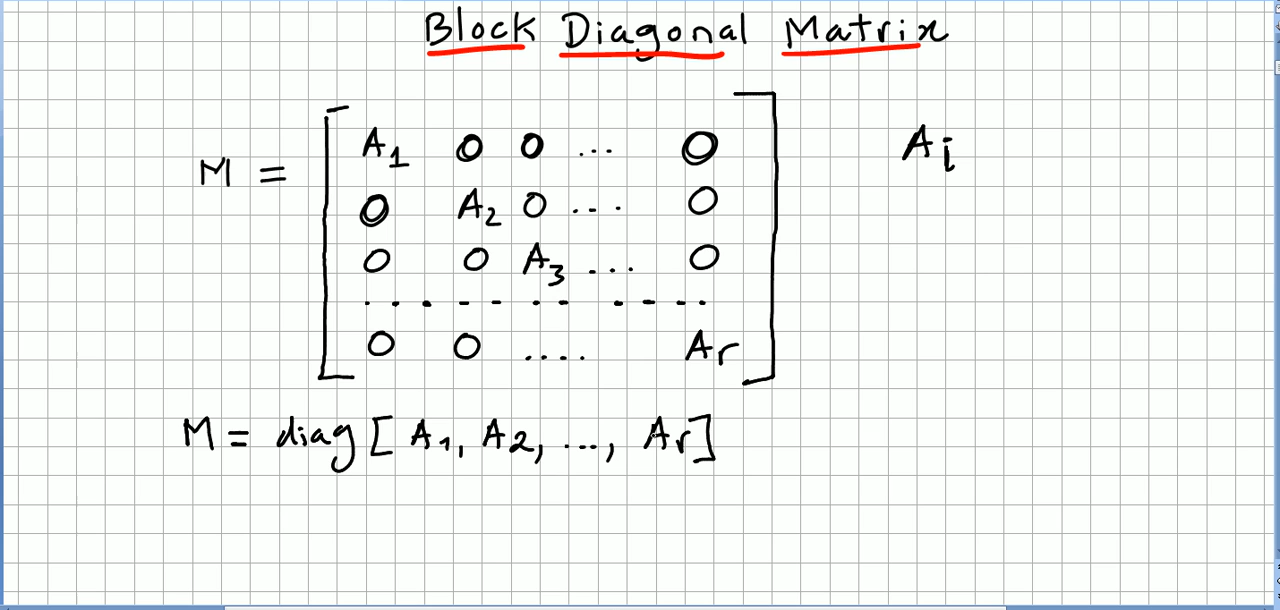 Block Diagonal Matrix
A1 0 0 ... 0
M = 0 A2 0 ... 0
0 0 A3 ... 0
0 0 .... Ar
Ai
M = diag [ A1, A2, ..., Ar ]